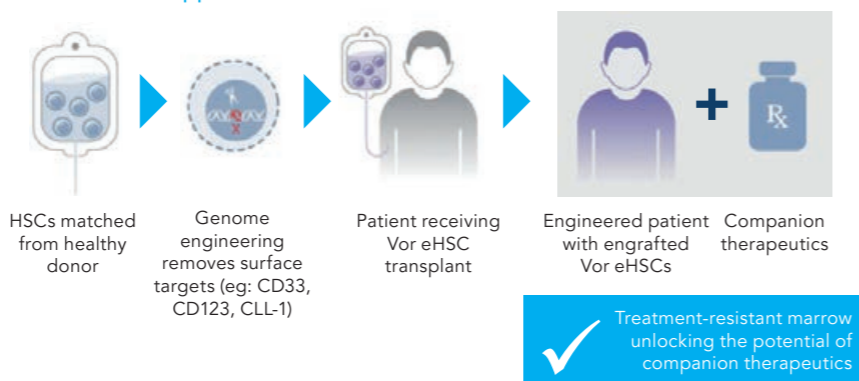 HSCs matched
from healthy
donor
Genome
engineering
removes surface
targets (eg: CD33,
CD123, CLL-1)
Patient receiving
Vor eHSC
transplant
Engineered patient
with engrafted
Vor eHSCs
Rx
Companion
therapeutics
Treatment-resistant marrow
unlocking the potential of
companion therapeutics